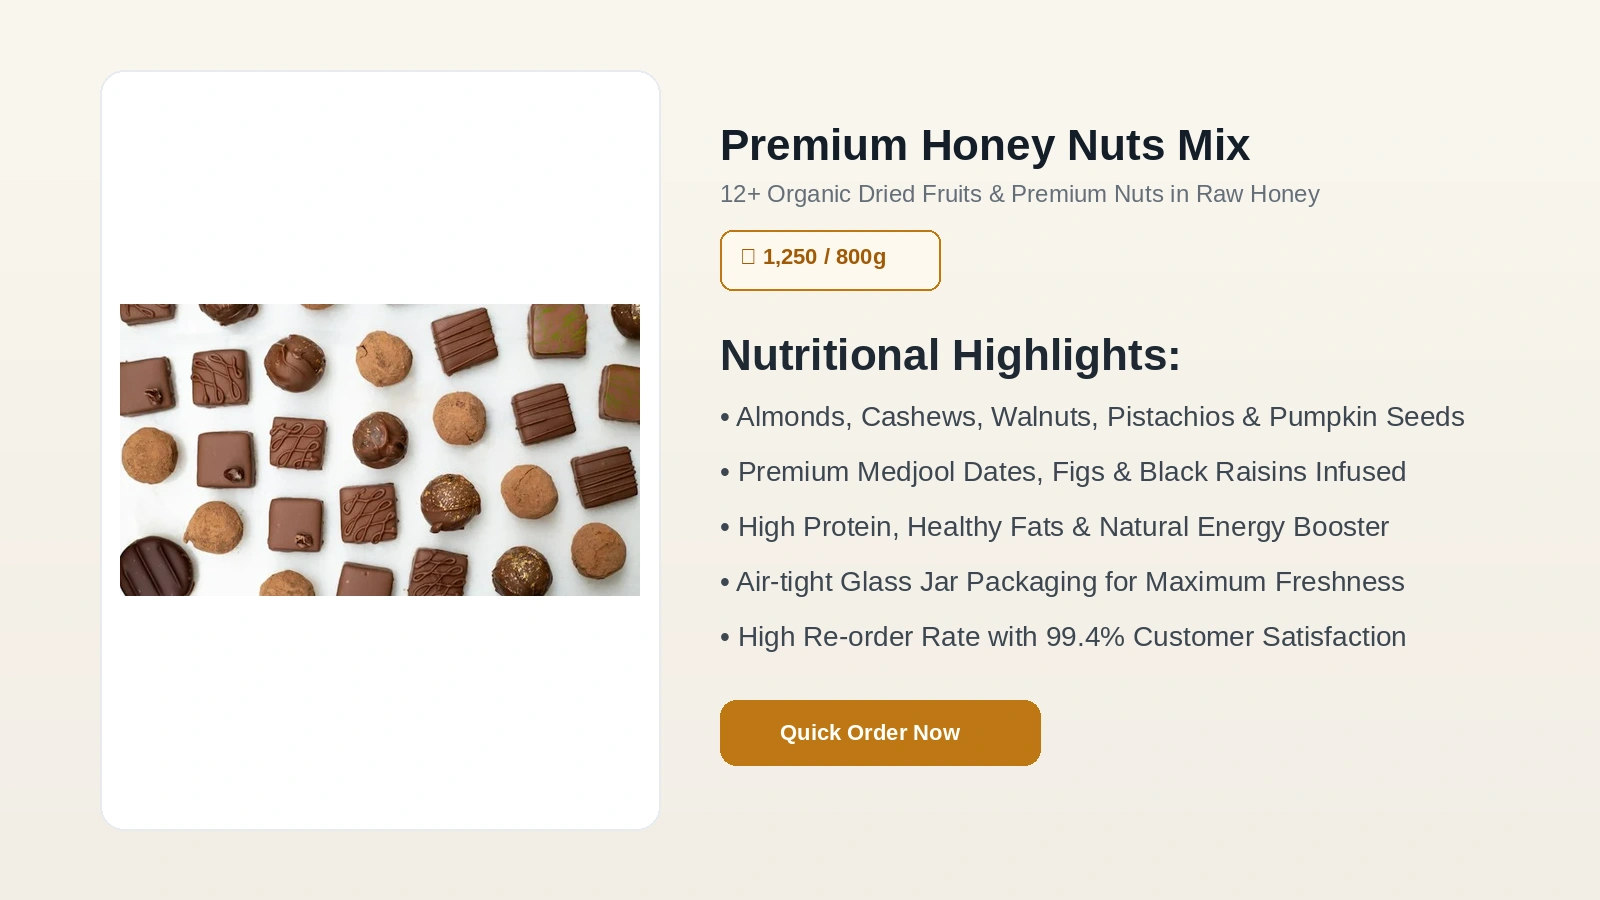 Premium Honey Nuts Mix
12+ Organic Dried Fruits & Premium Nuts in Raw Honey
1,250 / 800g
Nutritional Highlights:
• Almonds, Cashews, Walnuts, Pistachios & Pumpkin Seeds
• Premium Medjool Dates, Figs & Black Raisins Infused
• High Protein, Healthy Fats & Natural Energy Booster
• Air-tight Glass Jar Packaging for Maximum Freshness
• High Re-order Rate with 99.4% Customer Satisfaction
Quick Order Now